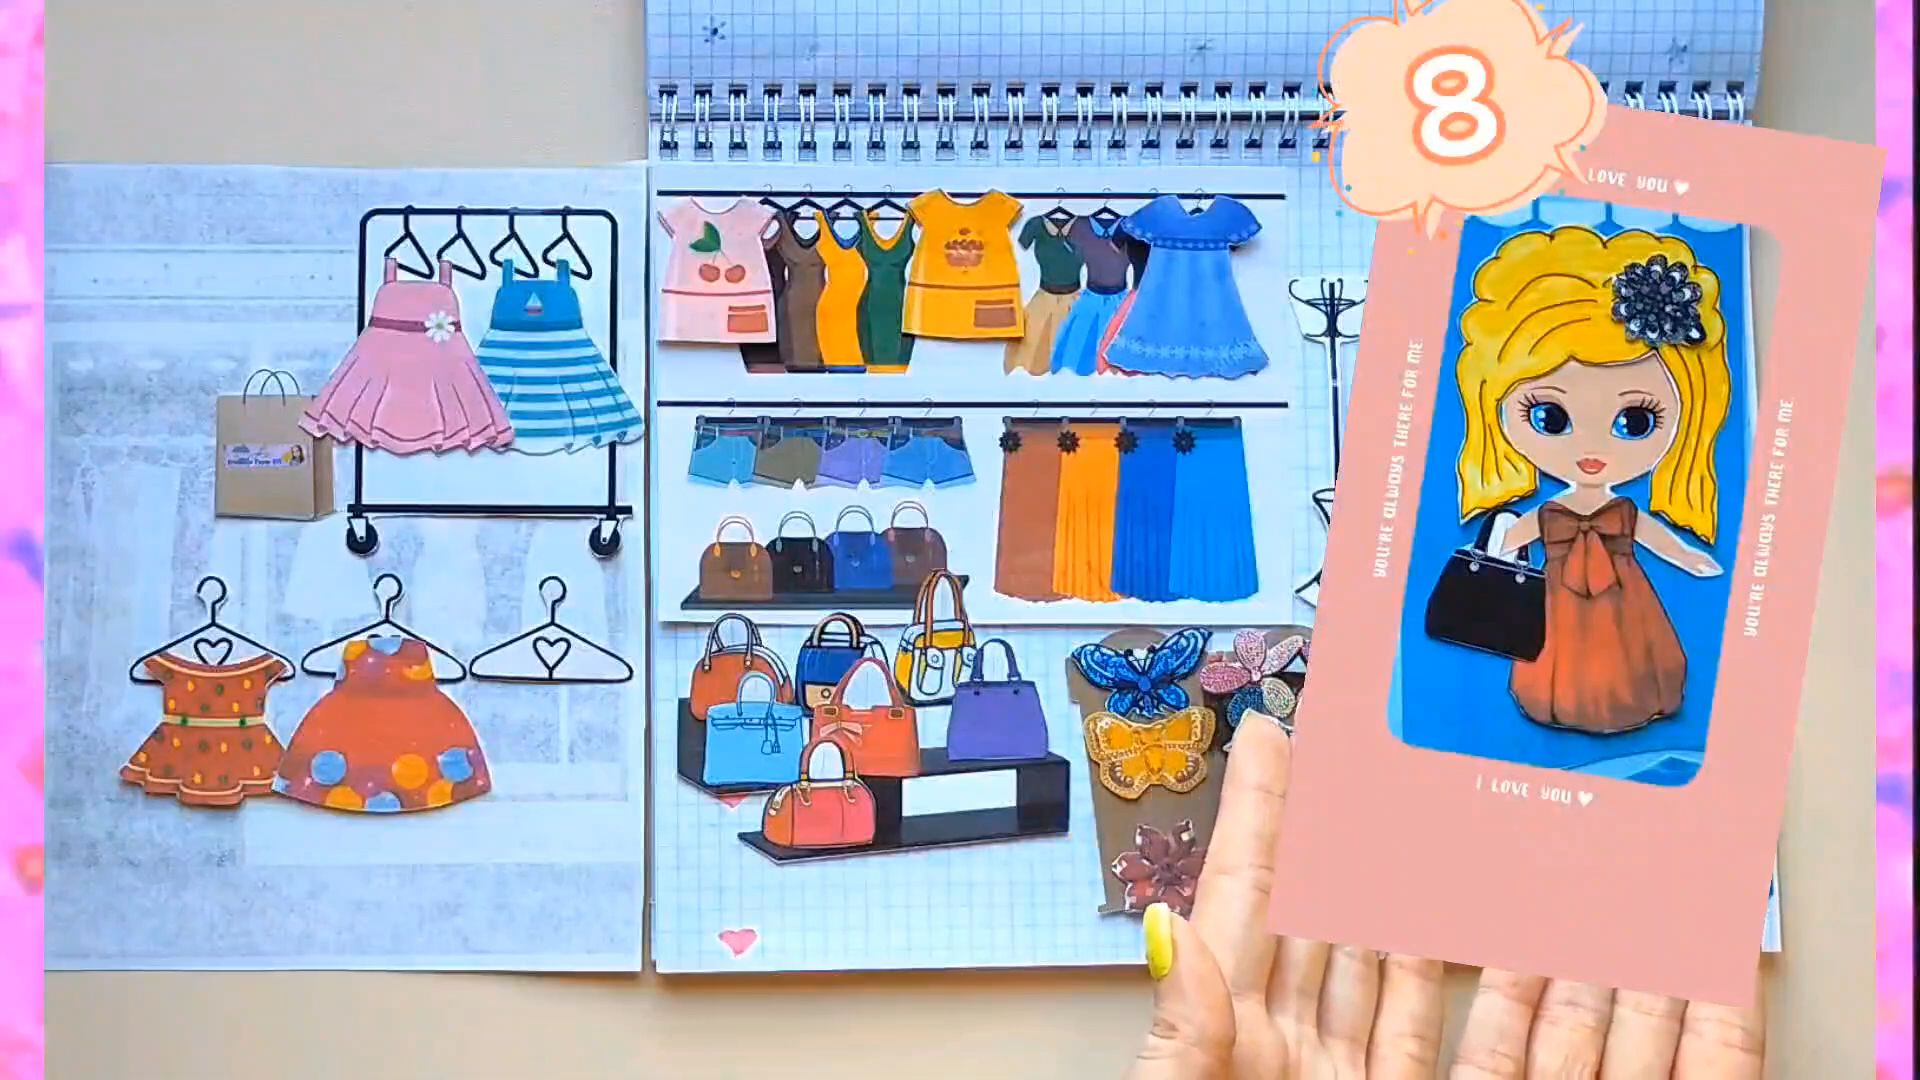 8
LOVE YOU
YOU'RE ALWAYS THERE FOR ME.
YOU'RE ALWAYS THERE FOR ME.
I LOVE YOU